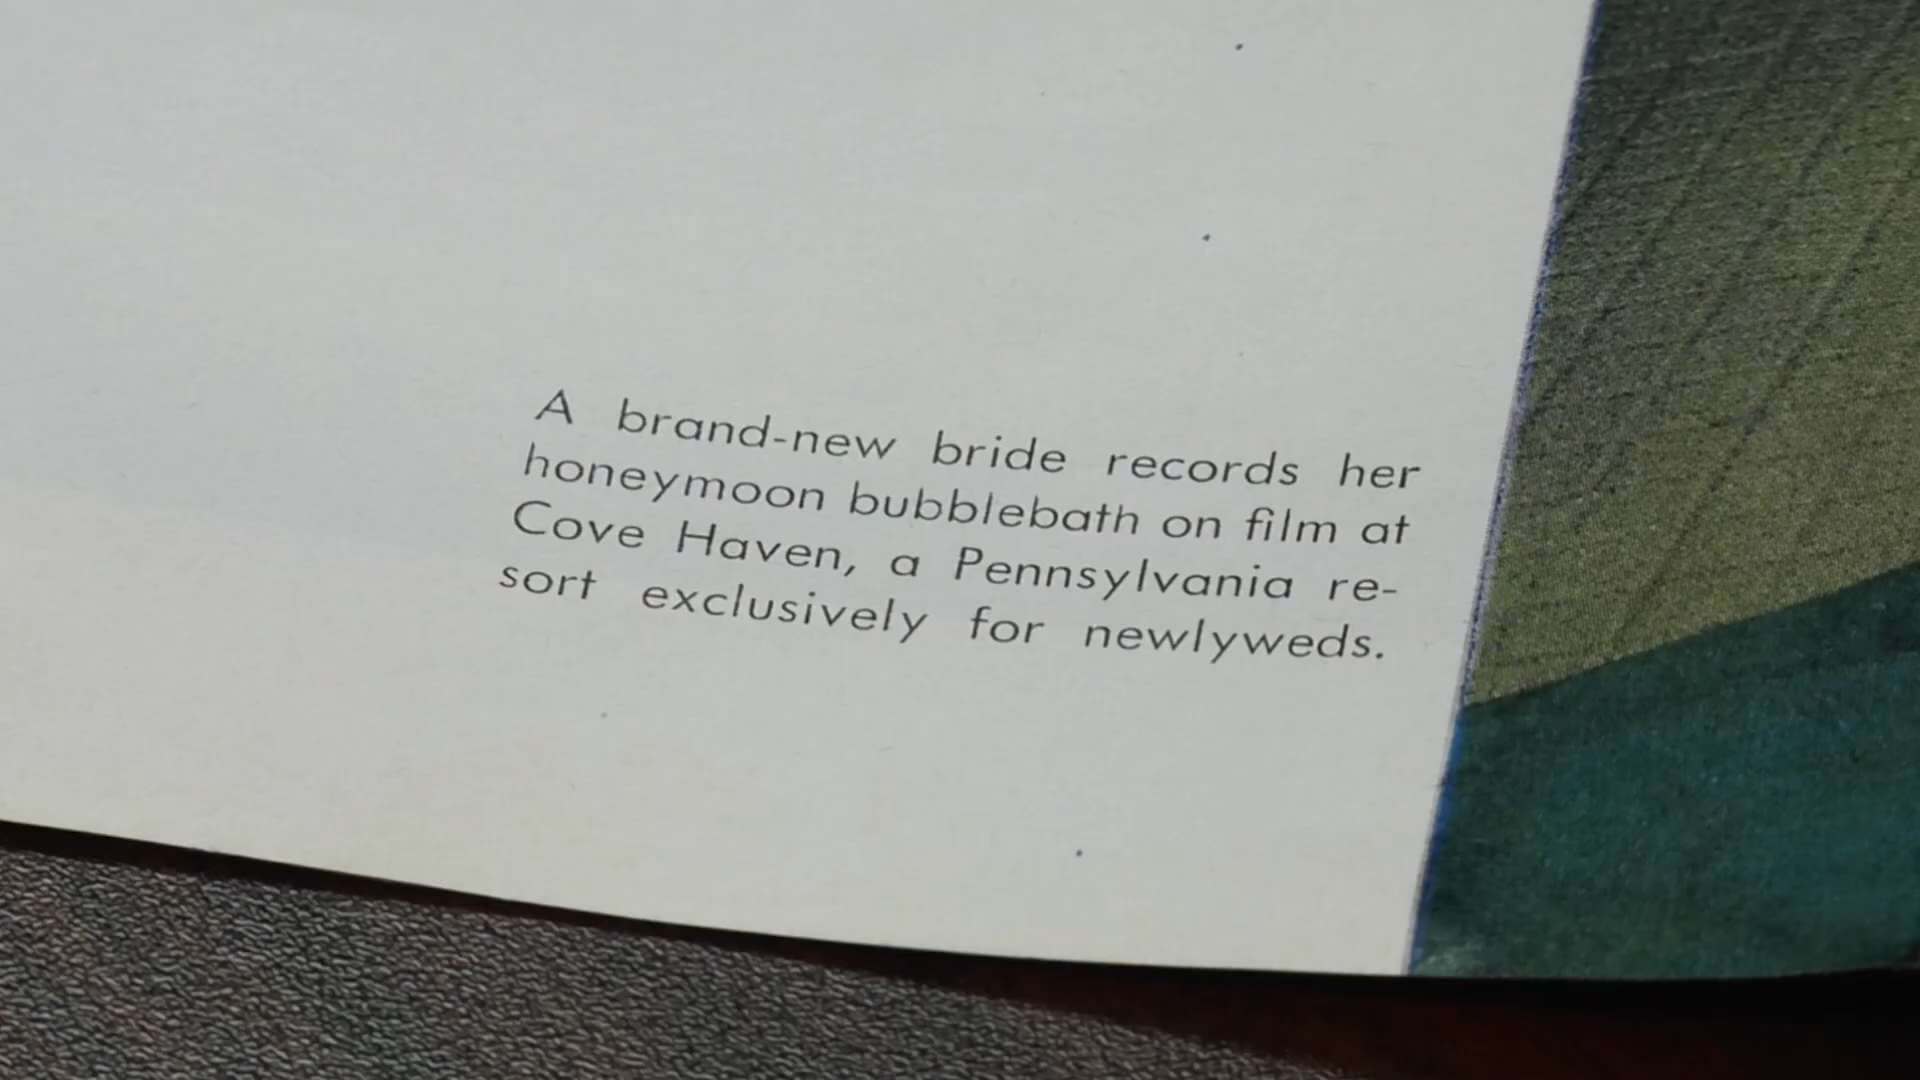 A brand-new bride records her
honeymoon bubblebath on film at
Cove Haven, a Pennsylvania re-
sort exclusively for newlyweds.